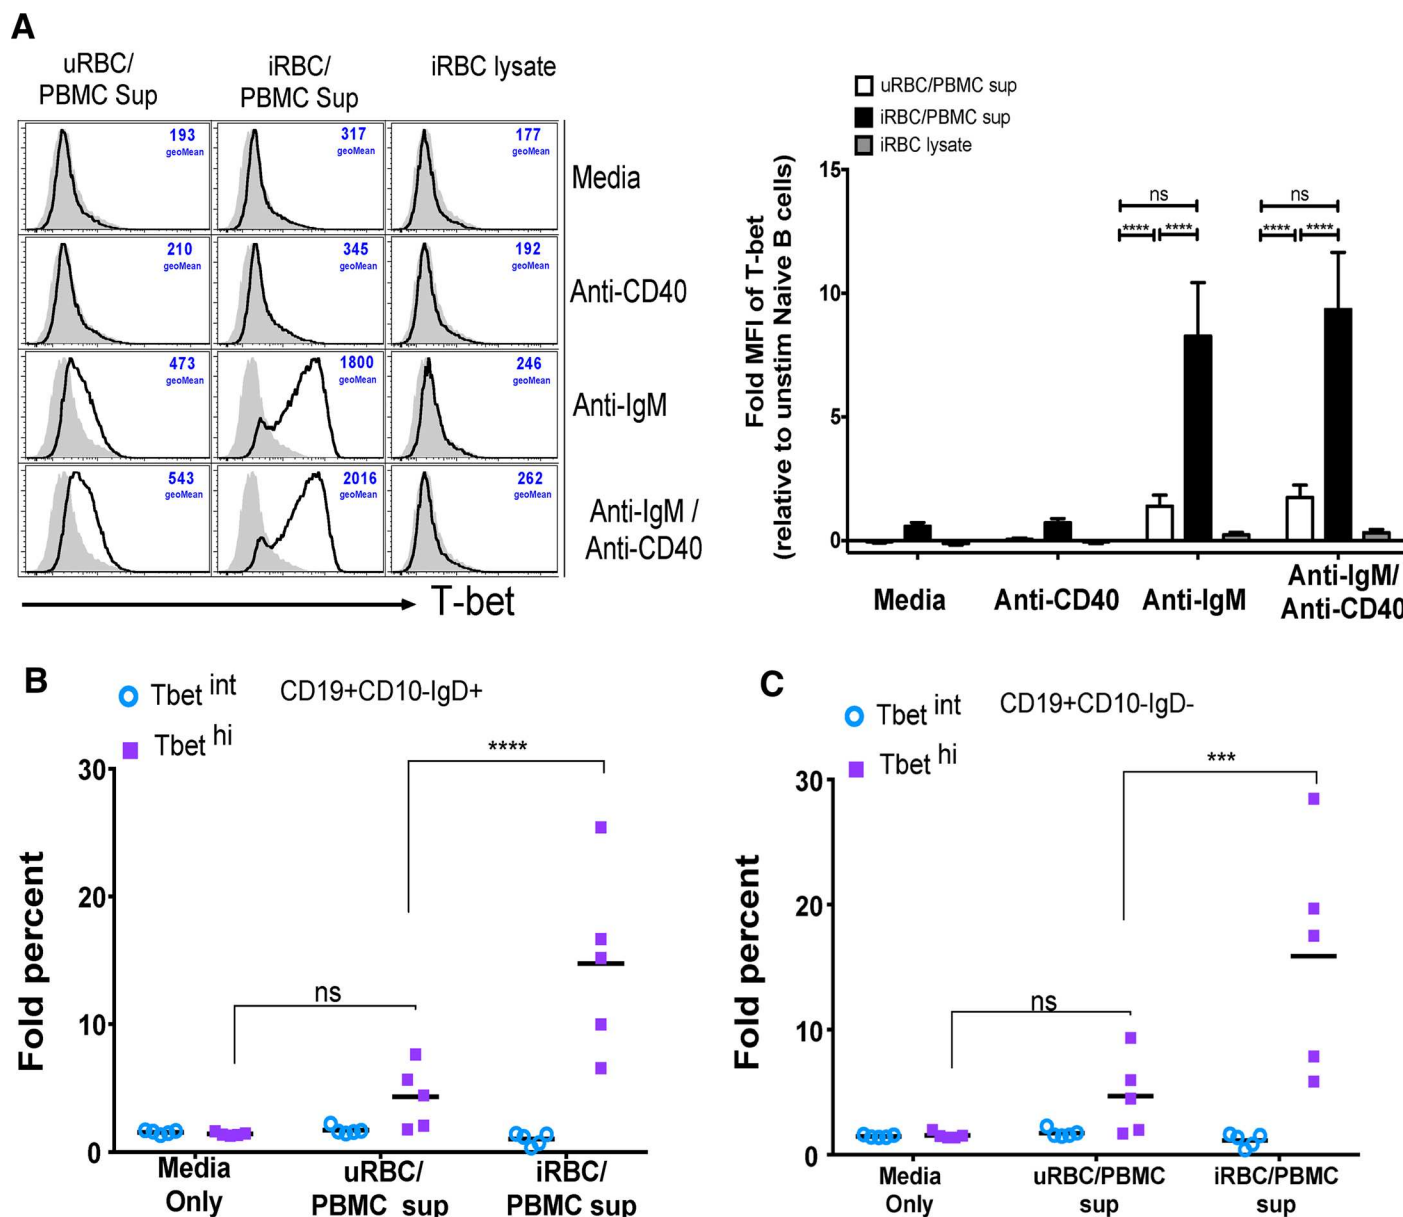 A
uRBC/
PBMC Sup
iRBC/
PBMC Sup
iRBC lysate
193
geoMean
317
geoMean
177
geoMean
Media
210
geoMean
345
geoMean
192
geoMean
Anti-CD40
473
geoMean
1800
geoMean
246
geoMean
Anti-IgM
543
geoMean
2016
geoMean
262
geoMean
Anti-IgM /
Anti-CD40
T-bet
uRBC/PBMC sup
iRBC/PBMC sup
iRBC lysate
Fold MFI of T-bet
(relative to unstim Naive B cells)
15
10
5
0
ns
**** ****
ns
**** ****
Media
Anti-CD40
Anti-IgM
Anti-IgM/
Anti-CD40
B
Tbet int
CD19+CD10-IgD+
Tbet hi
****
ns
Fold percent
30
20
10
0
Media
Only
uRBC/
PBMC sup
iRBC/
PBMC sup
C
Tbet int
CD19+CD10-IgD-
Tbet hi
***
ns
Fold percent
30
20
10
0
Media
Only
uRBC/PBMC
sup
iRBC/PBMC
sup